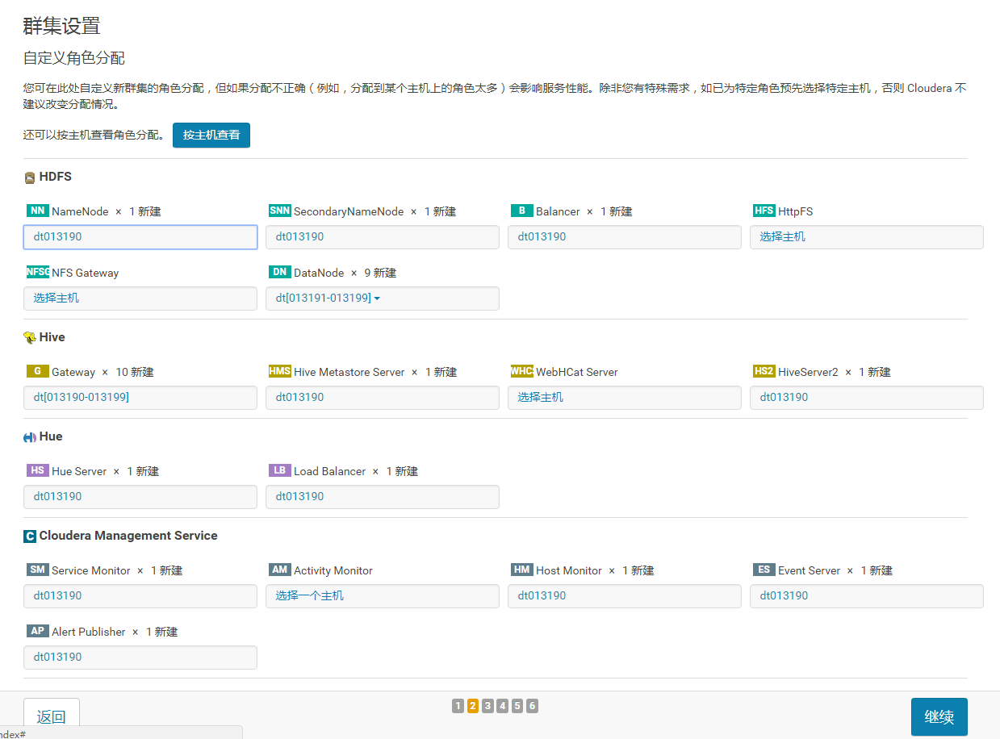 群集设置
自定义角色分配
您可在此处自定义新群集的角色分配，但如果分配不正确（例如，分配到某个主机上的角色太多）会影响服务性能。除非您有特殊需求，如已为特定角色预先选择特定主机，否则 Cloudera 不
建议改变分配情况。
还可以按主机查看角色分配。 按主机查看
HDFS
NN NameNode × 1 新建 SNN SecondaryNameNode × 1 新建 B Balancer × 1 新建 HFS HttpFS
dt013190 dt013190 dt013190 选择主机
NFSG NFS Gateway DN DataNode × 9 新建
选择主机 dt[013191-013199]
Hive
G Gateway × 10 新建 HMS Hive Metastore Server × 1 新建 WHCS WebHCat Server HS2 HiveServer2 × 1 新建
dt[013190-013199] dt013190 选择主机 dt013190
Hue
HS Hue Server × 1 新建 LB Load Balancer × 1 新建
dt013190 dt013190
C Cloudera Management Service
SM Service Monitor × 1 新建 AM Activity Monitor HM Host Monitor × 1 新建 ES Event Server × 1 新建
dt013190 选择一个主机 dt013190 dt013190
AP Alert Publisher × 1 新建
dt013190
返回 1 2 3 4 5 6 继续
ndex#